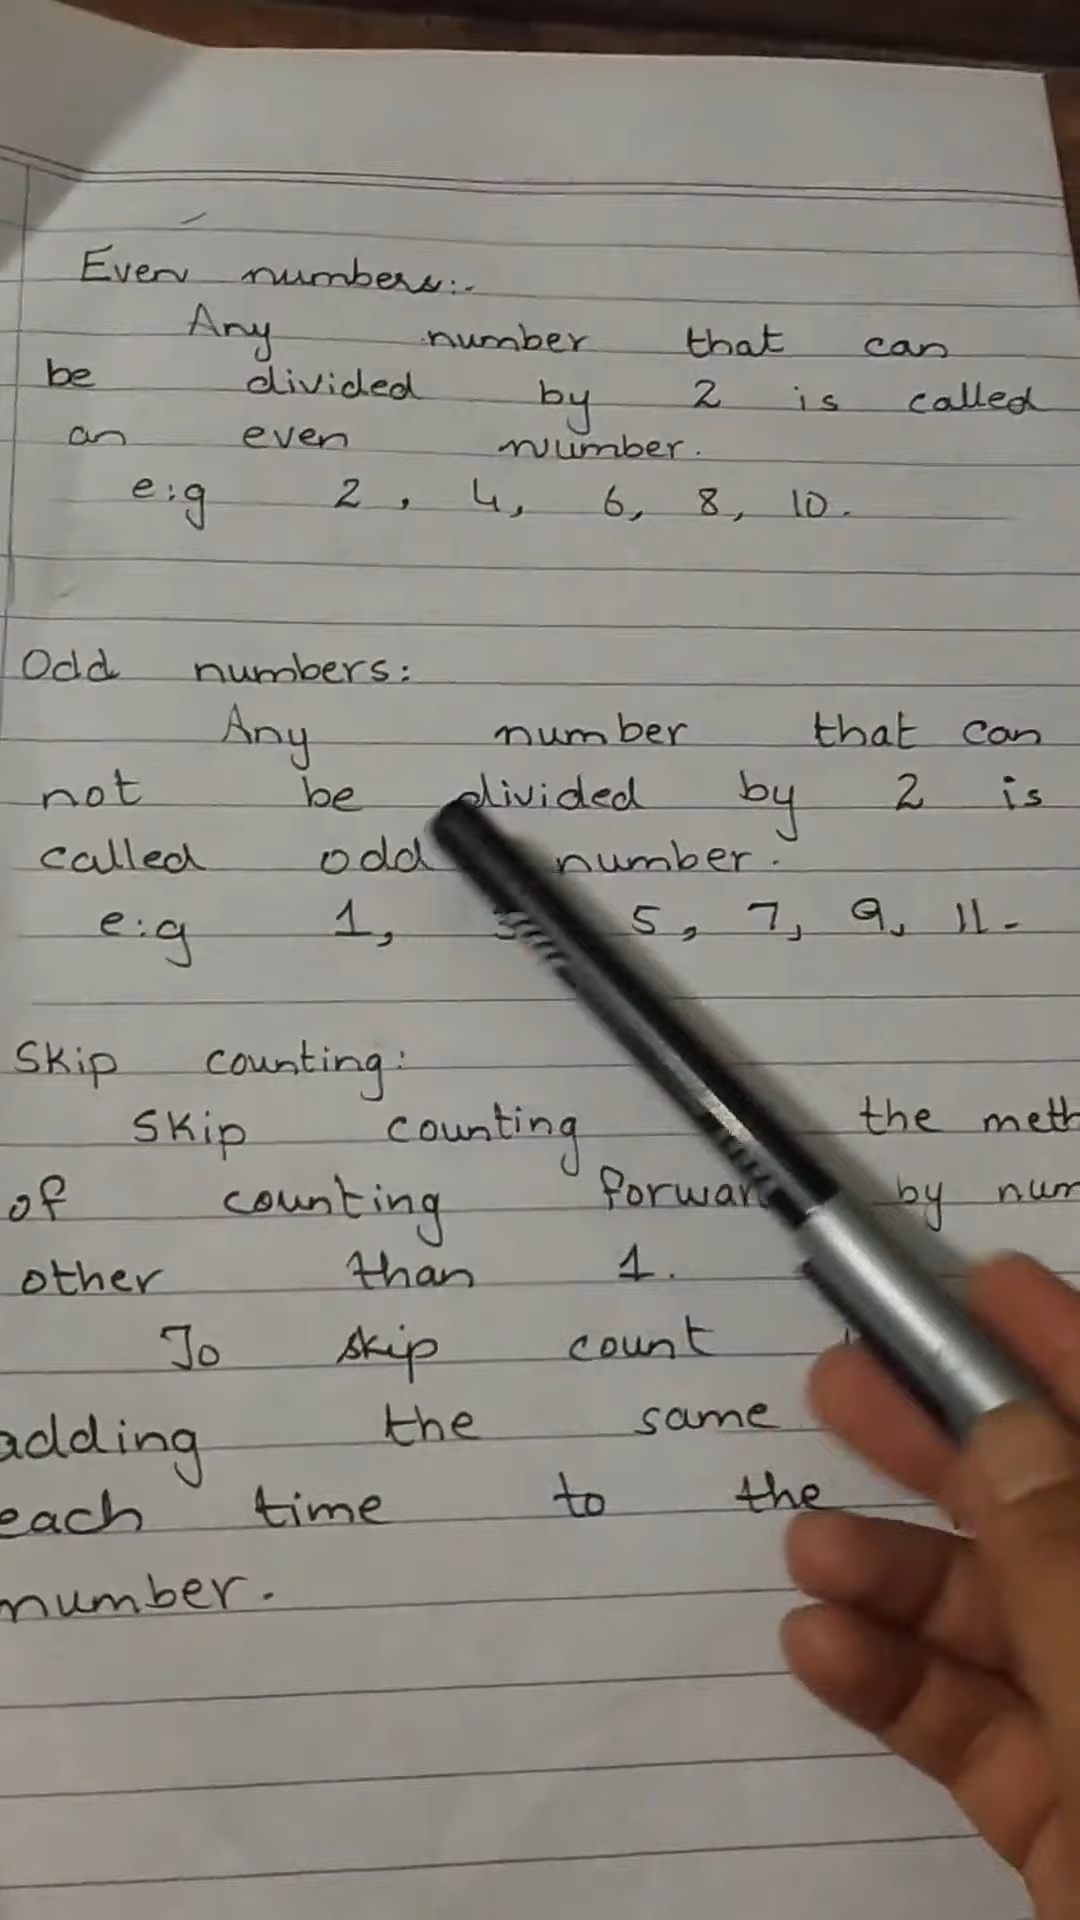 Even numbers:-
Any number that can
be divided by 2 is called
an even number.
e:g 2, 4, 6, 8, 10.
Odd numbers:
Any number that can
not be divided by 2 is
called odd number.
e:g 1, 5, 7, 9, 11.
Skip counting:
Skip counting the meth
of counting forwar by num
other than 1.
To skip count
adding the same
each time to the
number.